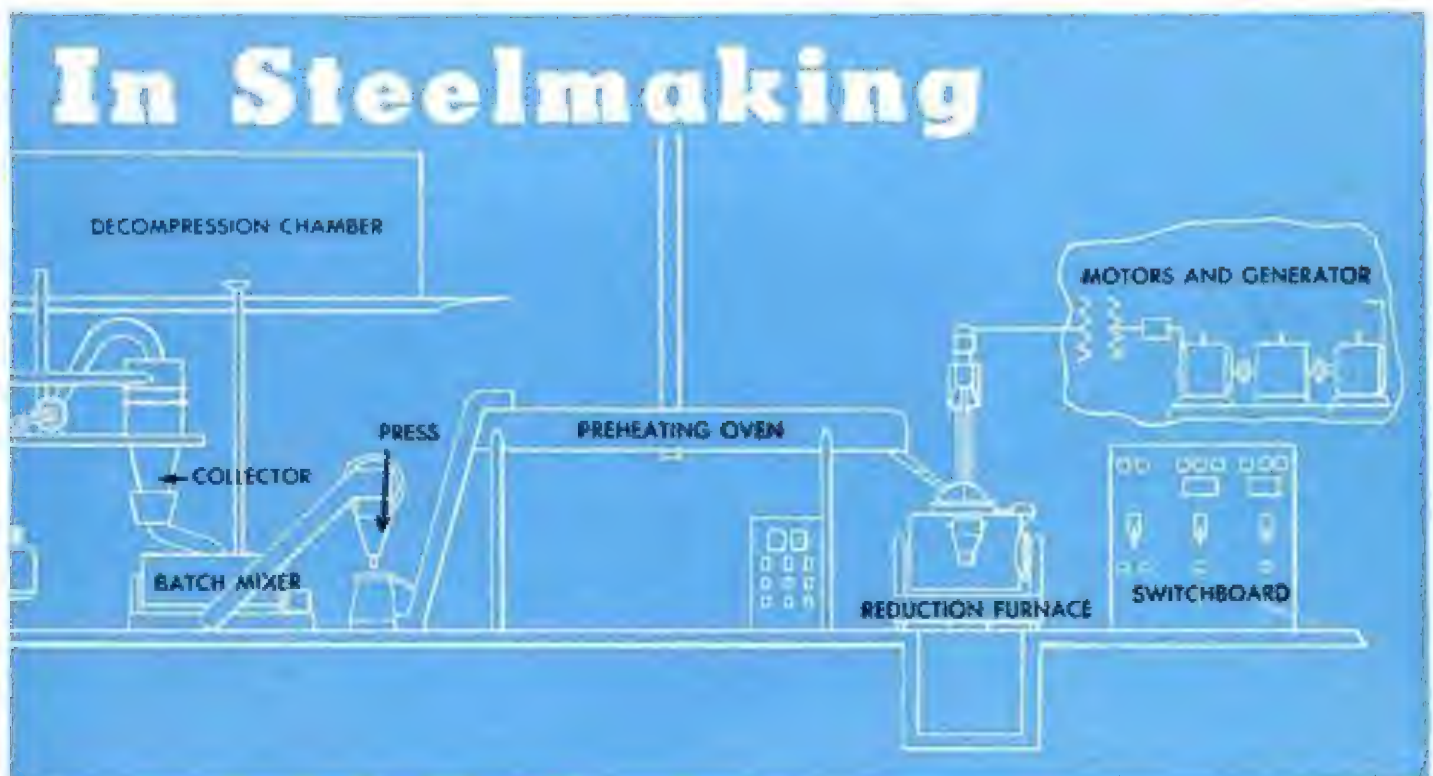 In Steelmaking
DECOMPRESSION CHAMBER
MOTORS AND GENERATOR
PRESS
PREHEATING OVEN
COLLECTOR
BATCH MIXER
REDUCTION FURNACE
SWITCHBOARD